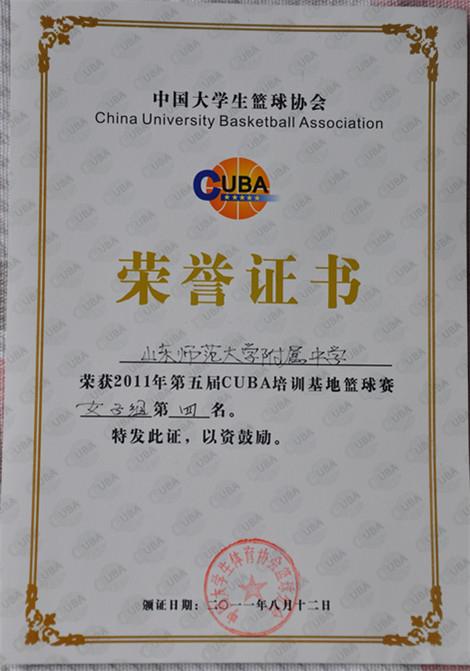 中国大学生篮球协会
China University Basketball Association
CUBA
荣誉证书
山东师范大学附属中学
荣获2011年第五届CUBA培训基地篮球赛
女子组第四名。
特发此证，以资鼓励。
颁证日期：二〇一一年八月十二日